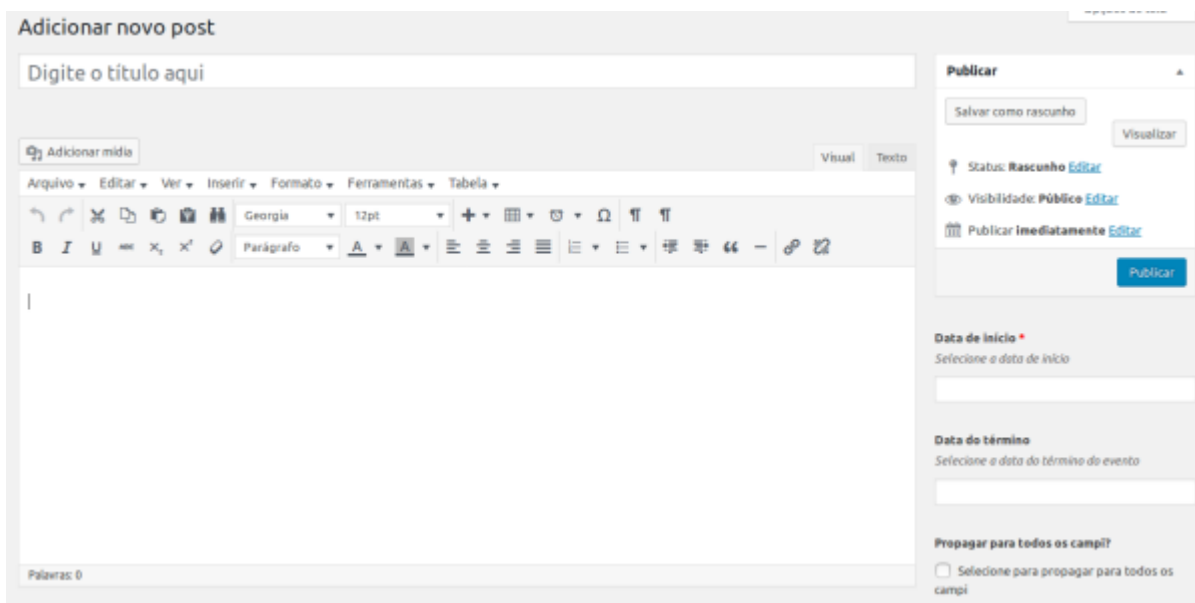 Adicionar novo post
Digite o título aqui
Adicionar mídia
Visual Texto
Arquivo Editar Ver Inserir Formato Ferramentas Tabela
Georgia 12pt
Parágrafo
Palavras: 0
Publicar
Salvar como rascunho
Visualizar
Status: Rascunho Editar
Visibilidade: Público Editar
Publicar imediatamente Editar
Publicar
Data de início *
Selecione a data de início
Data do término
Selecione a data do término do evento
Propagar para todos os campi?
Selecione para propagar para todos os
campi